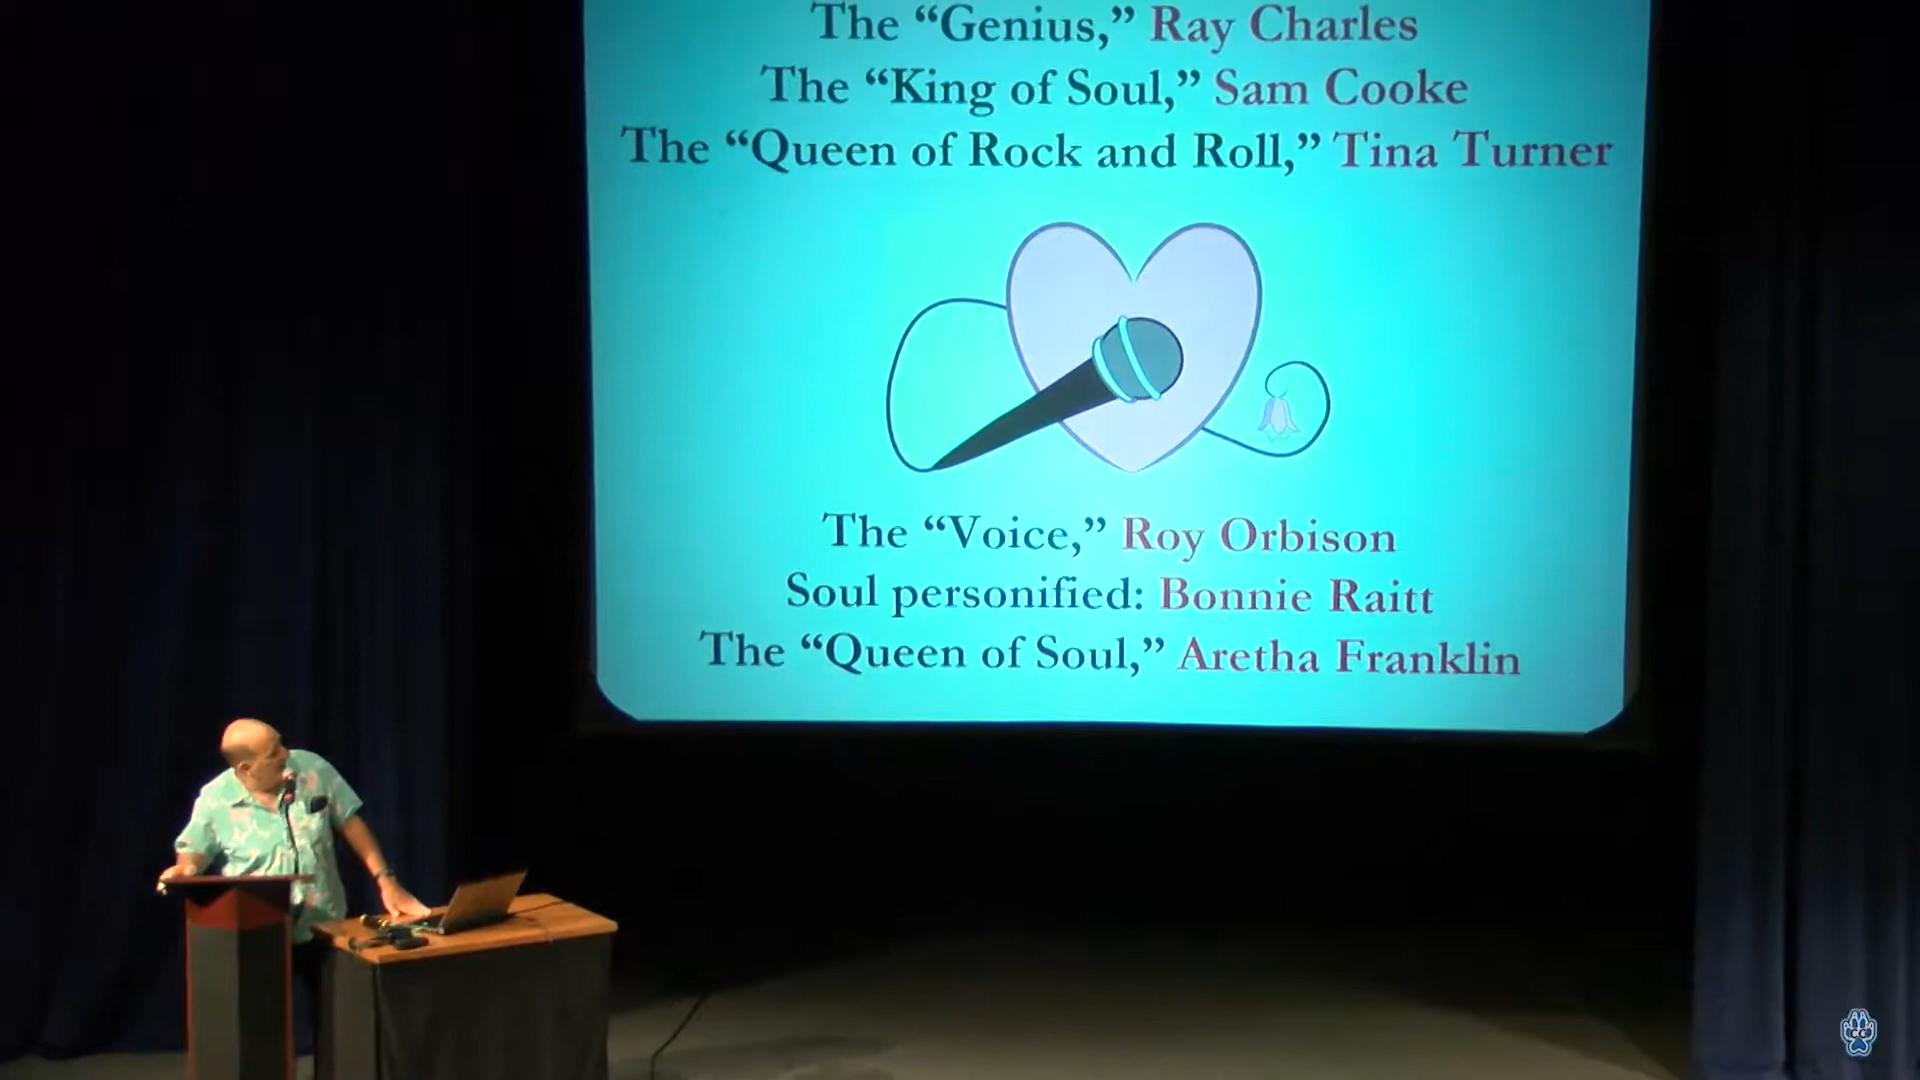 The “Genius,” Ray Charles
The “King of Soul,” Sam Cooke
The “Queen of Rock and Roll,” Tina Turner
The “Voice,” Roy Orbison
Soul personified: Bonnie Raitt
The “Queen of Soul,” Aretha Franklin